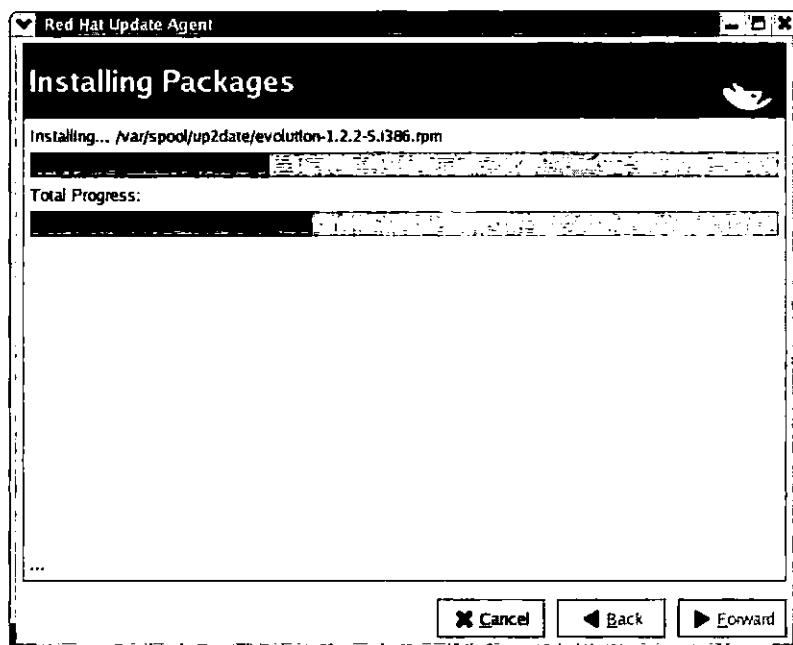 Red Hat Update Agent
Installing Packages
Installing... /var/spool/up2date/evolution-1.2.2-5.i386.rpm
Total Progress:
...
Cancel
Back
Forward